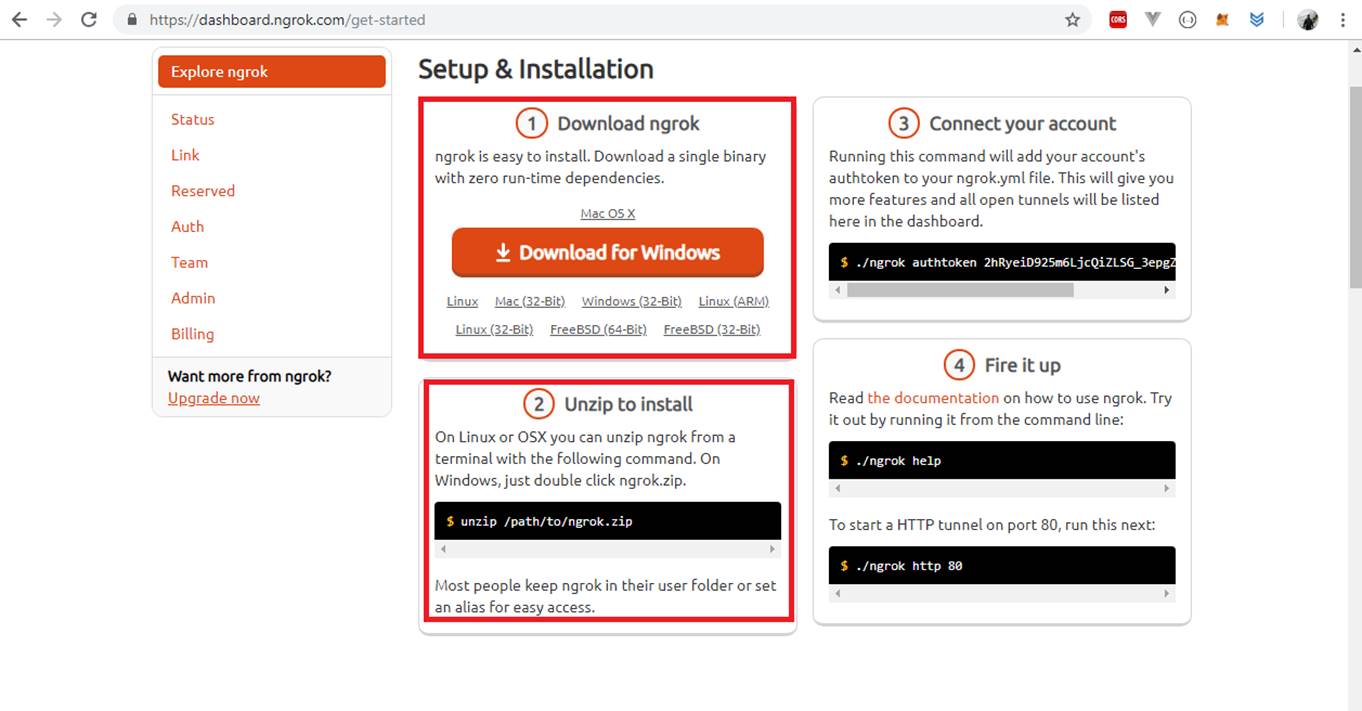 https://dashboard.ngrok.com/get-started
CORS
Explore ngrok
Status
Link
Reserved
Auth
Team
Admin
Billing
Want more from ngrok?
Upgrade now
Setup & Installation
1 Download ngrok
ngrok is easy to install. Download a single binary
with zero run-time dependencies.
Mac OS X
Download for Windows
Linux Mac (32-Bit) Windows (32-Bit) Linux (ARM)
Linux (32-Bit) FreeBSD (64-Bit) FreeBSD (32-Bit)
2 Unzip to install
On Linux or OSX you can unzip ngrok from a
terminal with the following command. On
Windows, just double click ngrok.zip.
$ unzip /path/to/ngrok.zip
Most people keep ngrok in their user folder or set
an alias for easy access.
3 Connect your account
Running this command will add your account's
authtoken to your ngrok.yml file. This will give you
more features and all open tunnels will be listed
here in the dashboard.
$ ./ngrok authtoken 2hRyeiD925m6LjcQiZLSG_3epgZ
4 Fire it up
Read the documentation on how to use ngrok. Try
it out by running it from the command line:
$ ./ngrok help
To start a HTTP tunnel on port 80, run this next:
$ ./ngrok http 80